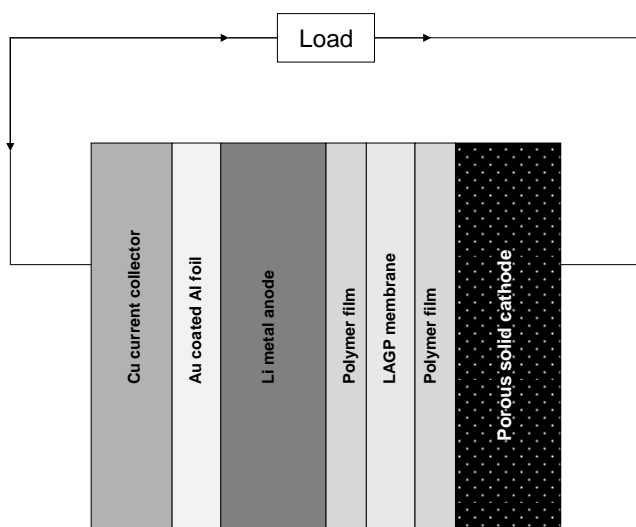 Load
Cu current collector
Au coated Al foil
Li metal anode
Polymer film
LAGP membrane
Polymer film
Porous solid cathode